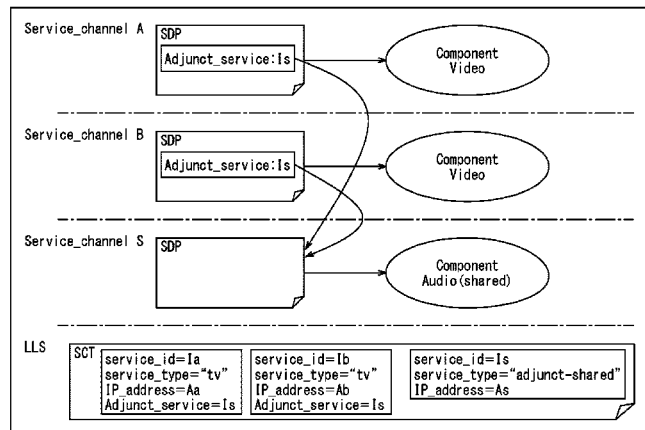 Service_channel A
SDP
Adjunct_service:Is
Component
Video
Service_channel B
SDP
Adjunct_service:Is
Component
Video
Service_channel S
SDP
Component
Audio(shared)
LLS
SCT
service_id=Ia
service_type="tv"
IP_address=Aa
Adjunct_service=Is
service_id=Ib
service_type="tv"
IP_address=Ab
Adjunct_service=Is
service_id=Is
service_type="adjunct-shared"
IP_address=As